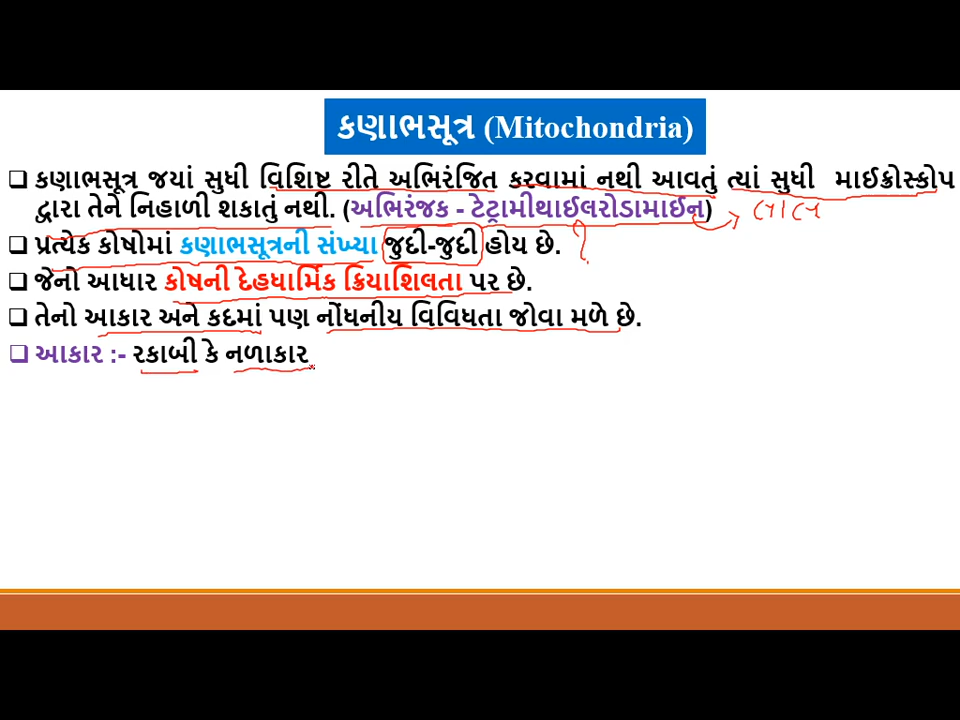 કણાભસૂત્ર (Mitochondria)
❑ કણાભસૂત્ર જયાં સુધી વિશિષ્ટ રીતે અભિરંજિત કરવામાં નથી આવતું ત્યાં સુધી માઈક્રોસ્કોપ
દ્વારા તેને નિહાળી શકાતું નથી. (અભિરંજક - ટેટ્રામીથાઈલરોડામાઈન) લાલ
❑ પ્રત્યેક કોષોમાં કણાભસૂત્રની સંખ્યા જુદી-જુદી હોય છે. ?
❑ જેનો આધાર કોષની દેહધાર્મિક ક્રિયાશિલતા પર છે.
❑ તેનો આકાર અને કદમાં પણ નોંધનીય વિવિધતા જોવા મળે છે.
❑ આકાર :- રકાબી કે નળાકાર